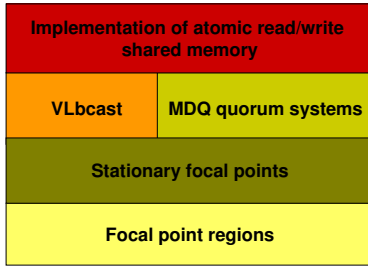 Implementation of atomic read/write
shared memory
VLbcast
MDQ quorum systems
Stationary focal points
Focal point regions